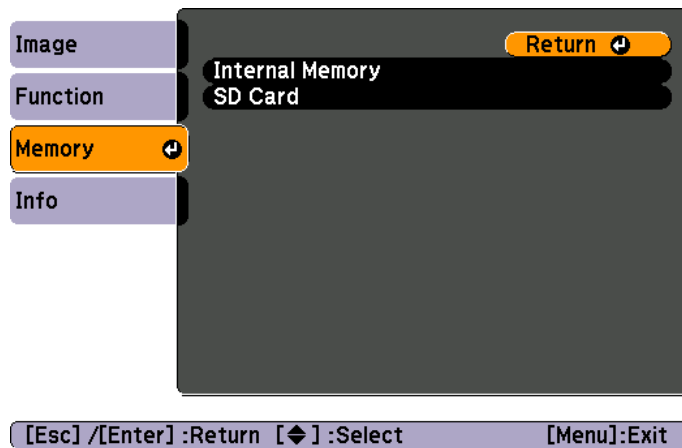 Image
Function
Memory
Info
Return
Internal Memory
SD Card
[Esc] /[Enter] :Return [◆] :Select [Menu]:Exit